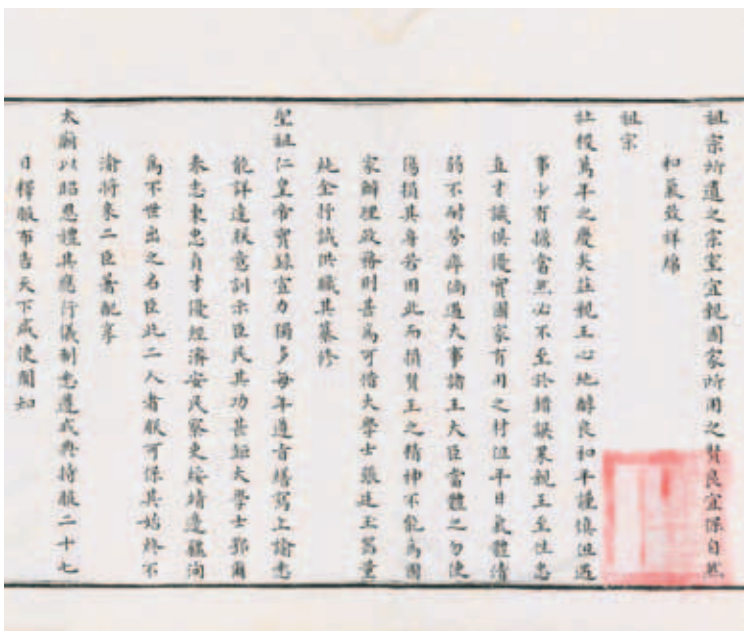 祖宗所遺之宗室宜親國家所用之賢良宜保自然
和氣致祥綿
祖宗
社稷萬年之慶矣莊親王心地醇良和平謹慎但遇
事少有擔當然必不至於錯誤果親王至性忠
直才識俱優實國家有用之材但平日氣體清
弱不耐勞瘁倘遇大事諸王大臣當體之勿使
傷損其身若因此而損賢王之精神不能為國
家辦理政務則甚為可惜大學士張廷玉器量
純全抒誠供職其纂修
聖祖仁皇帝實錄宣力獨多每年遵旨繕寫上諭悉
能詳達朕意訓示臣民其功甚鉅大學士鄂爾
泰志秉忠貞才優經濟安民察吏綏靖邊疆洵
為不世出之名臣此二人者朕可保其始終不
渝將來二臣著配享
太廟以昭恩禮其應行儀制悉遵成典持服二十七
日釋服布告天下咸使聞知